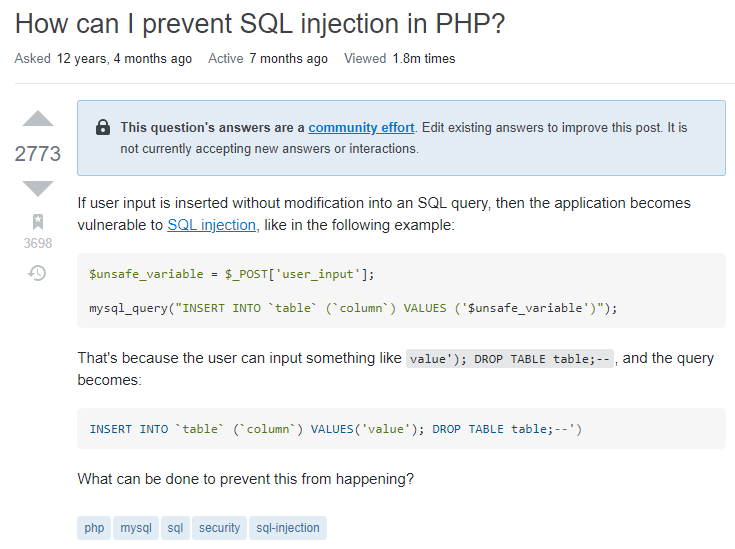 How can I prevent SQL injection in PHP?
Asked 12 years, 4 months ago Active 7 months ago Viewed 1.8m times
2773
3698
This question's answers are a community effort. Edit existing answers to improve this post. It is
not currently accepting new answers or interactions.
If user input is inserted without modification into an SQL query, then the application becomes
vulnerable to SQL injection, like in the following example:
$unsafe_variable = $_POST['user_input'];
mysql_query("INSERT INTO `table` (`column`) VALUES ('$unsafe_variable')");
That's because the user can input something like value'); DROP TABLE table;--, and the query
becomes:
INSERT INTO `table` (`column`) VALUES('value'); DROP TABLE table;--')
What can be done to prevent this from happening?
php mysql sql security sql-injection